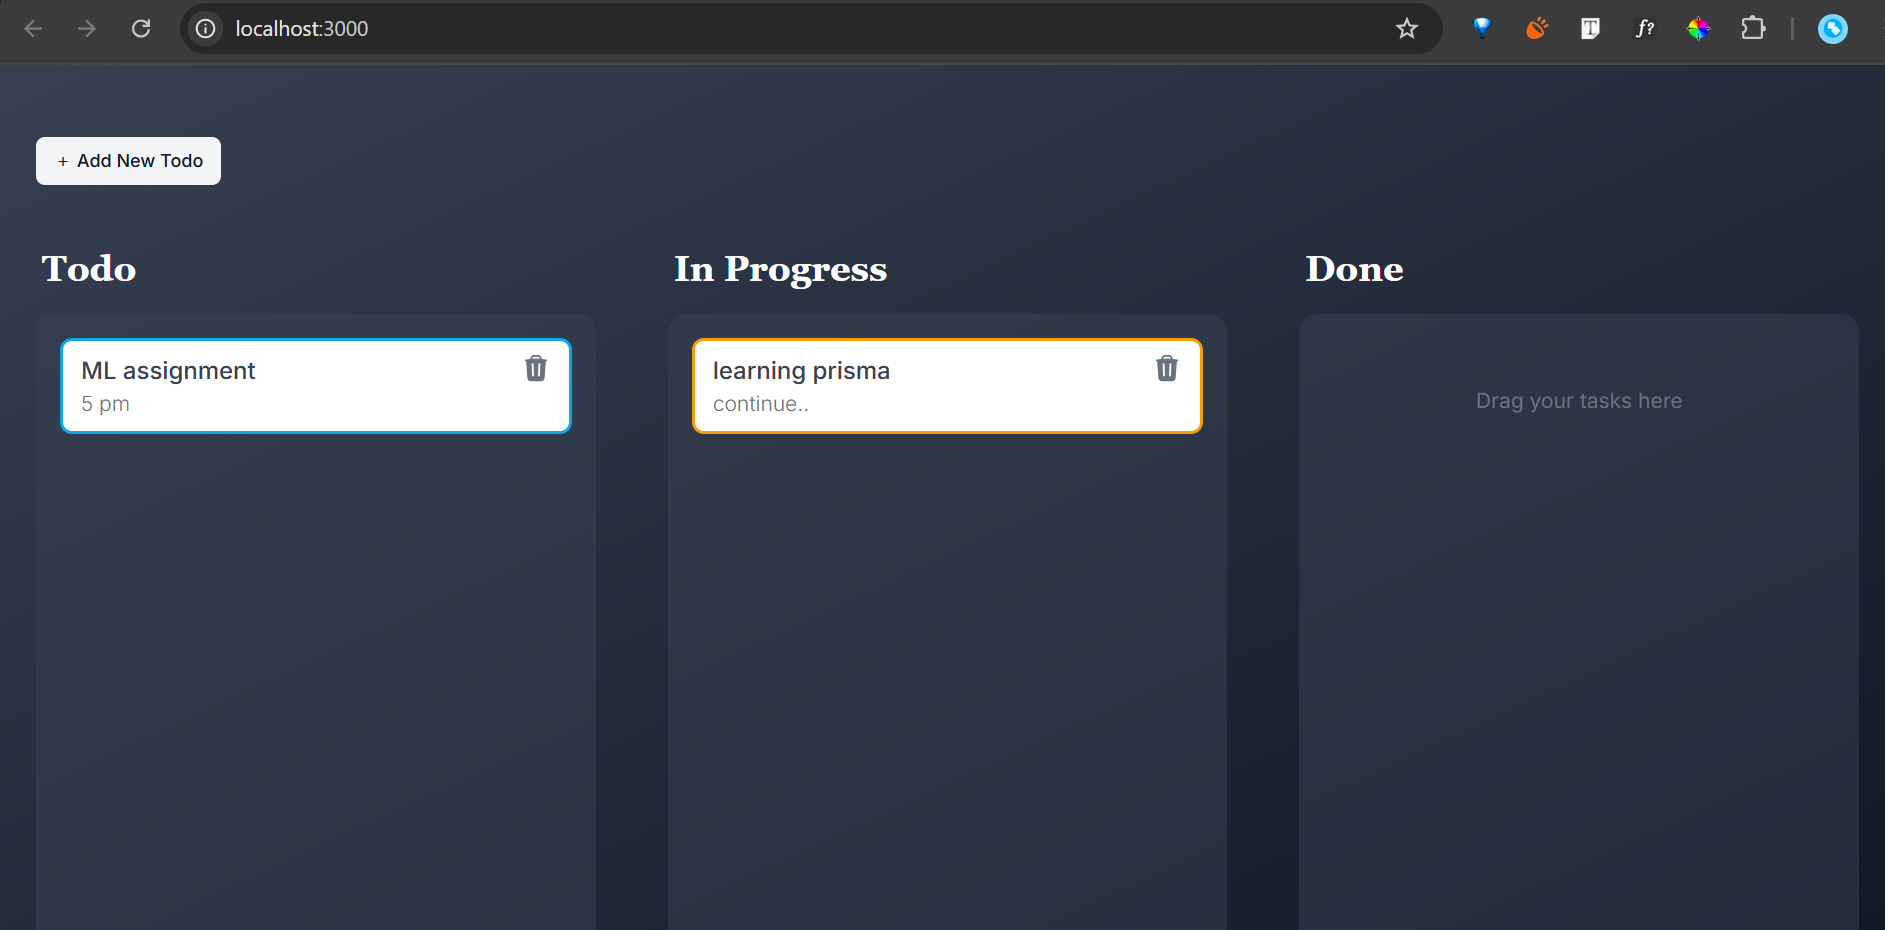 localhost:3000
+ Add New Todo
Todo
In Progress
Done
ML assignment
5 pm
learning prisma
continue..
Drag your tasks here